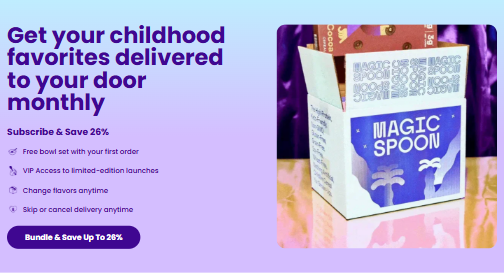 Get your childhood
favorites delivered
to your door
monthly
Subscribe & Save 26%
Free bowl set with your first order
VIP Access to limited-edition launches
Change flavors anytime
Skip or cancel delivery anytime
Bundle & Save Up To 26%
MAGIC
SPOON